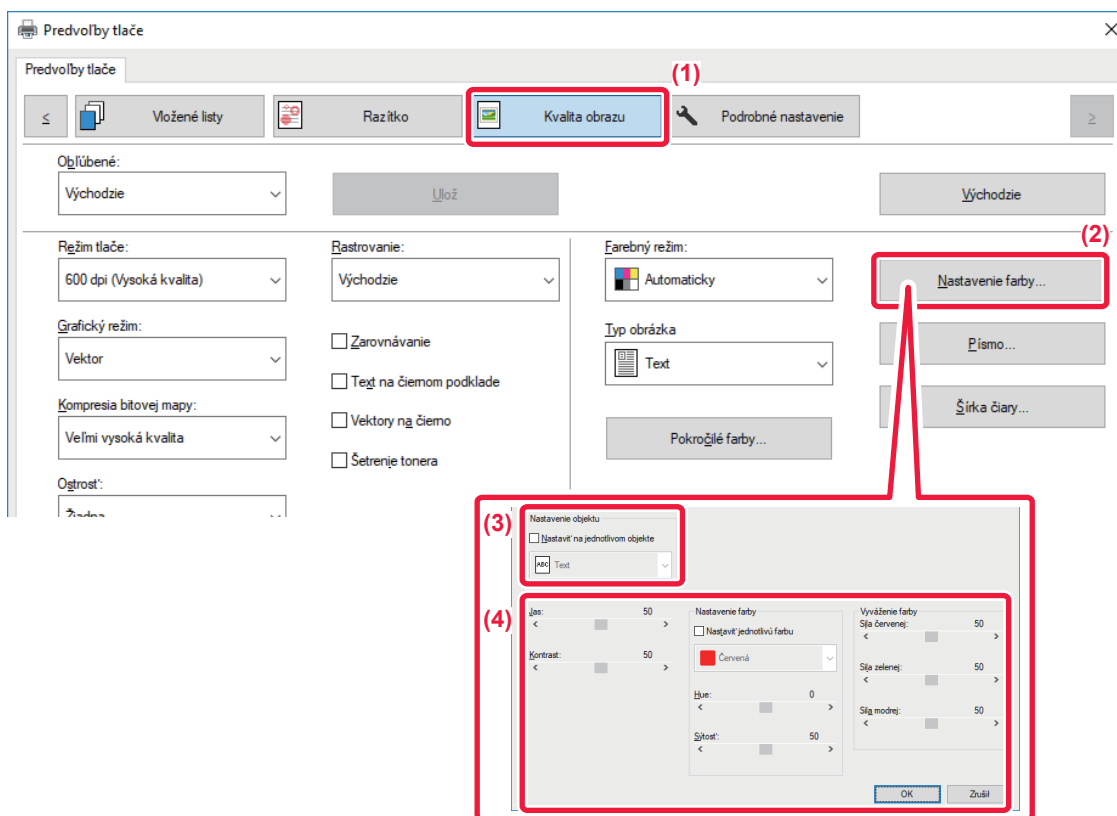 Predvoľby tlače
Predvoľby tlače
(1)
<
Vložené listy
Razítko
Kvalita obrazu
Podrobné nastavenie
>
Obľúbené:
Východzie
Ulož
Východzie
(2)
Režim tlače:
600 dpi (Vysoká kvalita)
Rastrovanie:
Východzie
Farebný režim:
Automaticky
Nastavenie farby...
Grafický režim:
Vektor
Zarovnávanie
Text na čiernom podklade
Typ obrázka
Text
Písmo...
Kompresia bitovej mapy:
Veľmi vysoká kvalita
Vektory na čierno
Šetrenie tonera
Pokročilé farby...
Šírka čiary...
Ostrosť:
Žiadna
(3)
Nastavenie objektu
Nastaviť na jednotlivom objekte
ABC Text
(4)
Jas: 50
Kontrast: 50
Nastavenie farby
Nastaviť jednotlivú farbu
Červená
Hue: 0
Sýtosť: 50
Vyváženie farby
Sila červenej: 50
Sila zelenej: 50
Sila modrej: 50
OK
Zrušiť